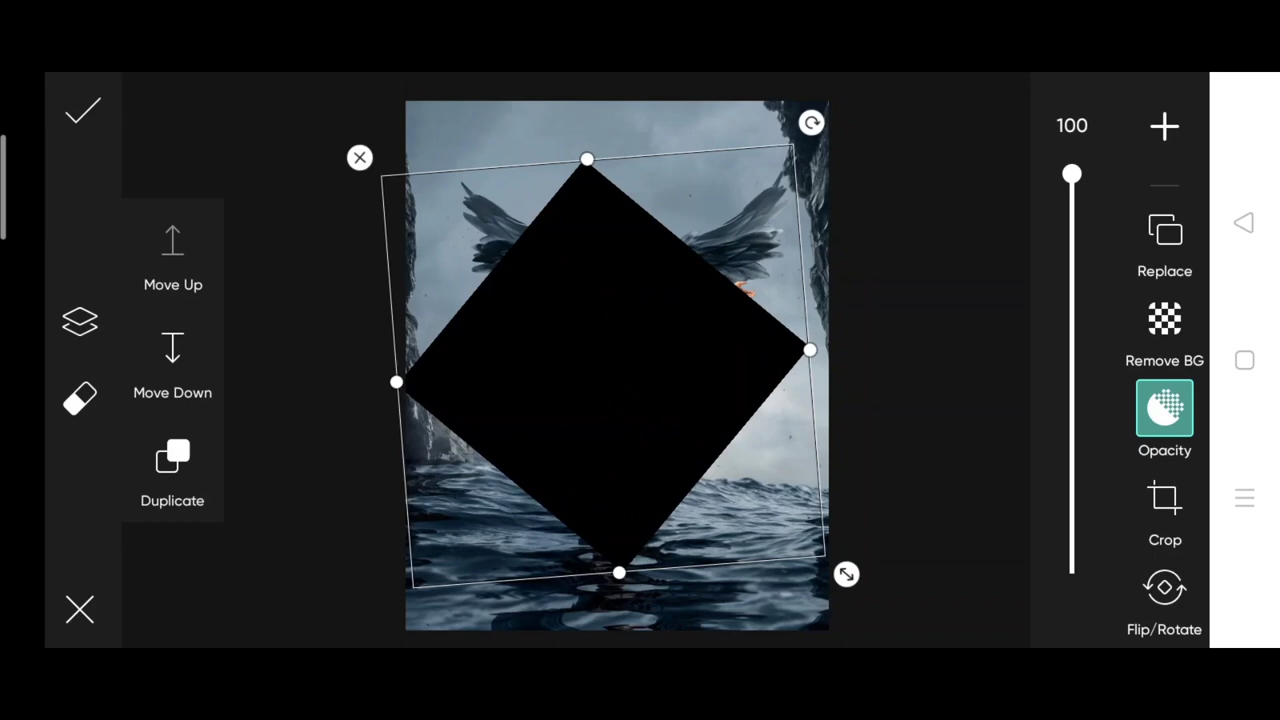 100
Move Up
Replace
Move Down
Remove BG
Opacity
Duplicate
Crop
Flip/Rotate